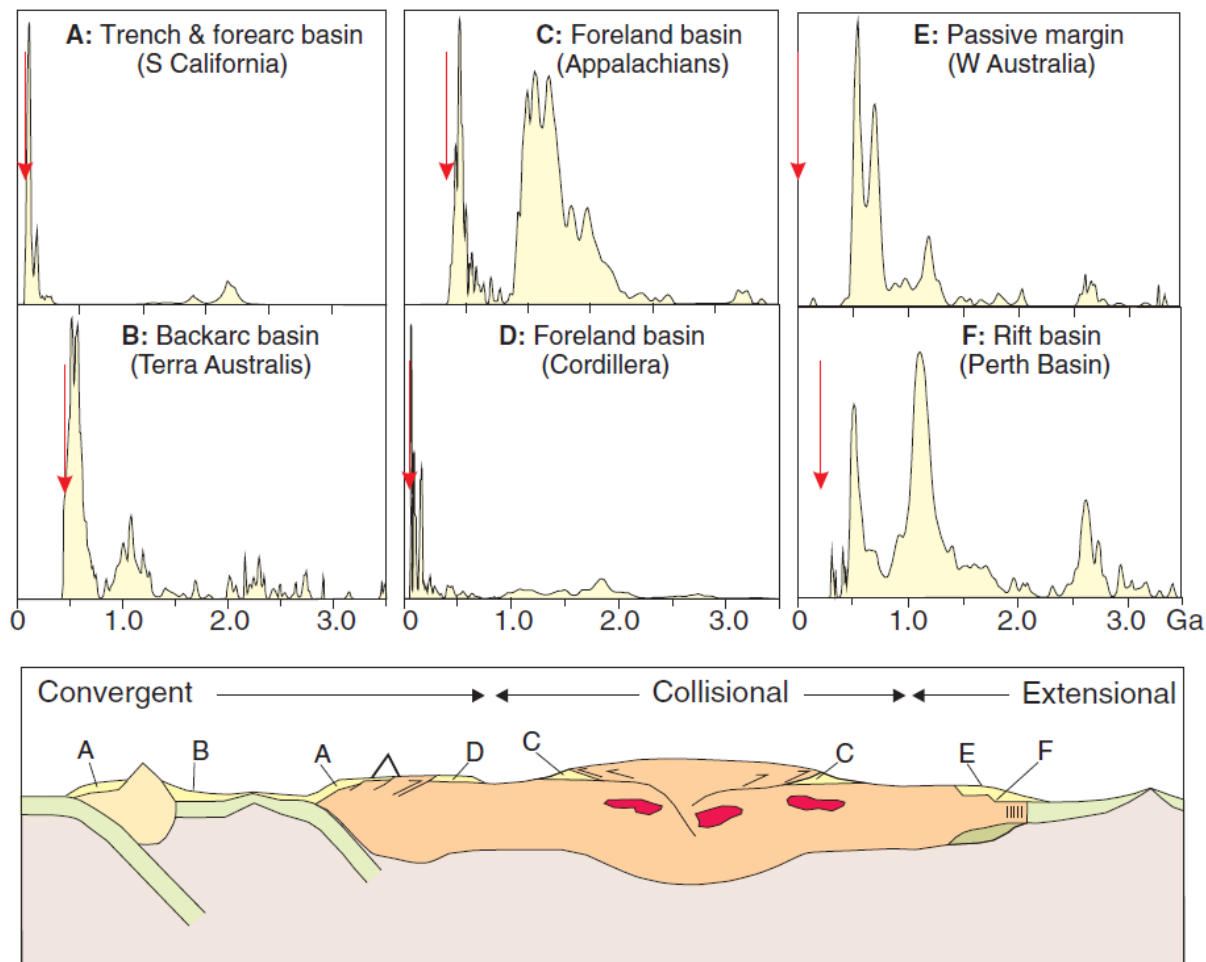 A: Trench & forearc basin
(S California)
C: Foreland basin
(Appalachians)
E: Passive margin
(W Australia)
B: Backarc basin
(Terra Australis)
D: Foreland basin
(Cordillera)
F: Rift basin
(Perth Basin)
0 1.0 2.0 3.0 0 1.0 2.0 3.0 0 1.0 2.0 3.0 Ga
Convergent Collisional Extensional
A B A D C C E F